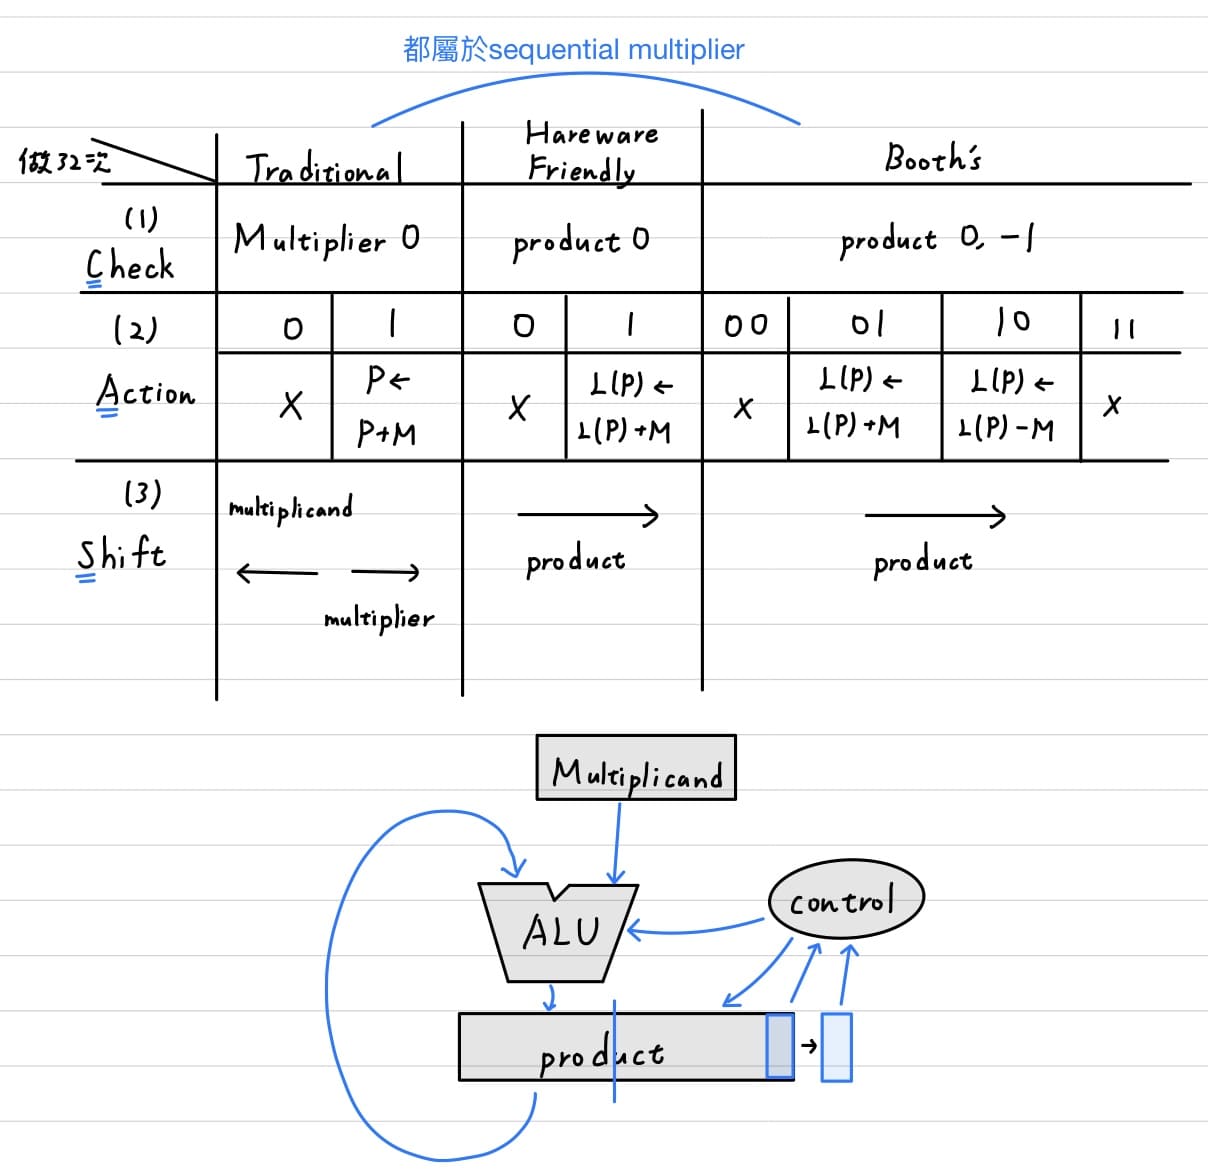 都屬於sequential multiplier
做32次
Traditional
Hareware
Friendly
Booth's
(1)
Check
Multiplier 0
product 0
product 0, -1
(2)
Action
0
1
0
1
00
01
10
11
X
P←
P+M
X
L(P)←
L(P)+M
X
L(P)←
L(P)+M
L(P)←
L(P)-M
X
(3)
Shift
multiplicand
← →
multiplier
→
product
→
product
Multiplicand
ALU
control
product
→